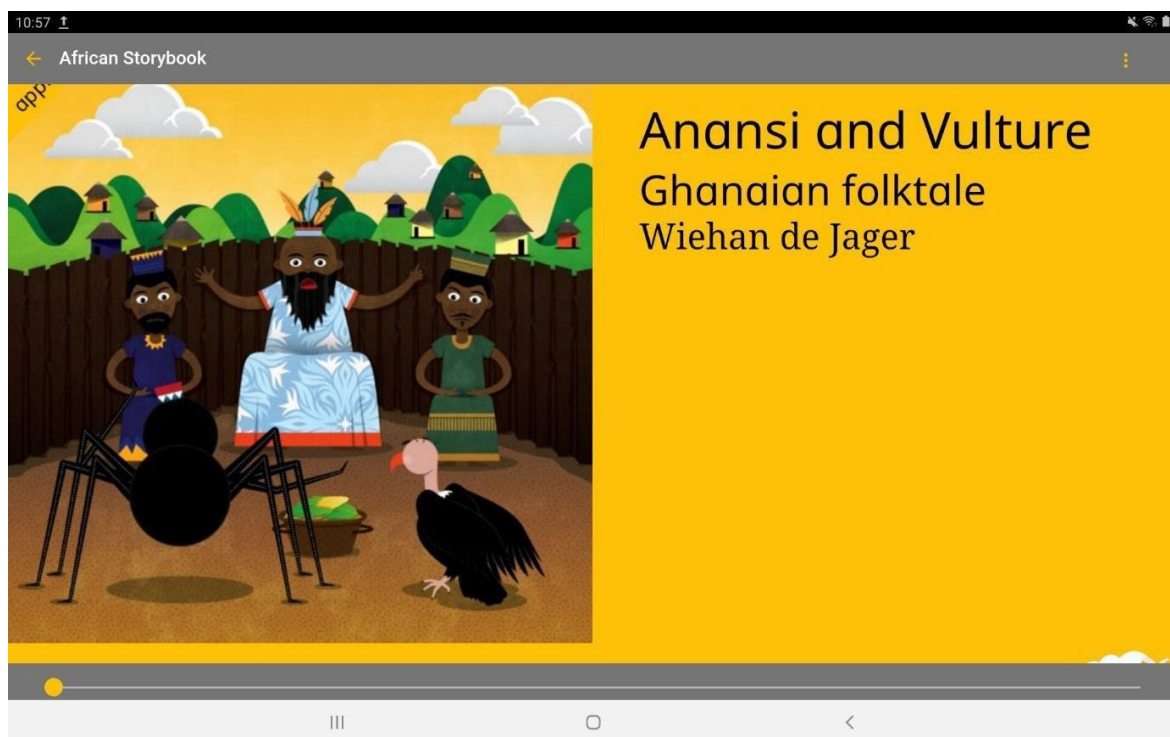 10:57
African Storybook
Anansi and Vulture
Ghanaian folktale
Wiehan de Jager